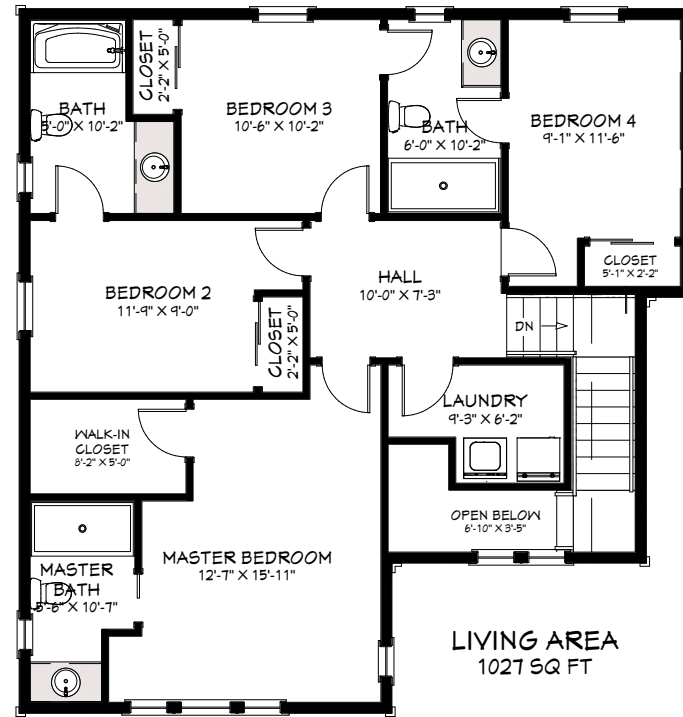 CLOSET
2'-2" X 5'-0"
BATH
5'-0" X 10'-2"
BEDROOM 3
10'-6" X 10'-2"
BATH
6'-0" X 10'-2"
BEDROOM 4
9'-1" X 11'-6"
CLOSET
5'-1" X 2'-2"
BEDROOM 2
11'-9" X 9'-0"
CLOSET
2'-2" X 5'-0"
HALL
10'-0" X 7'-3"
DN
LAUNDRY
9'-3" X 6'-2"
WALK-IN
CLOSET
8'-2" X 5'-0"
OPEN BELOW
6'-10" X 3'-5"
MASTER BEDROOM
12'-7" X 15'-11"
MASTER
BATH
5'-6" X 10'-7"
LIVING AREA
1027 SQ FT